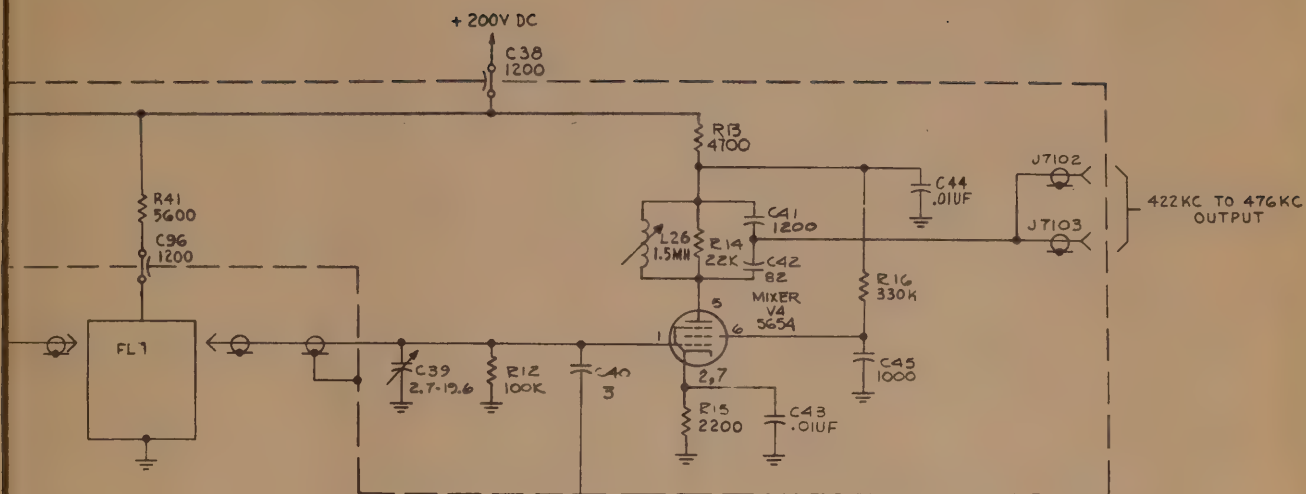 + 200V DC
C38
1200
R13
4700
R41
5600
C96
1200
C44
.01UF
J7102
J7103
422KC TO 476KC
OUTPUT
C41
1200
L26
1.5MH
R14
22K
C42
82
R16
330K
MIXER
V4
5654
5
1
6
2,7
FL1
C39
2.7-19.6
R12
100K
C40
3
R15
2200
C43
.01UF
C45
1000